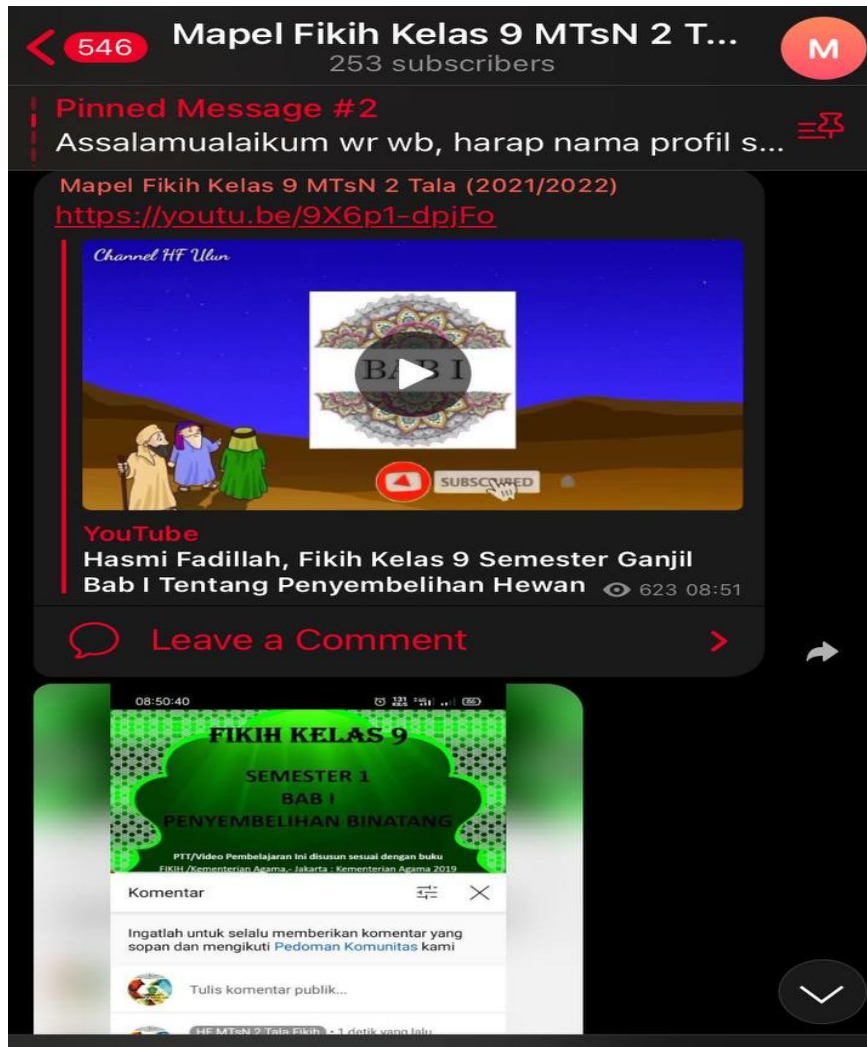 546
Mapel Fikih Kelas 9 MTsN 2 T...
M
253 subscribers
Pinned Message #2
Assalamualaikum wr wb, harap nama profil s...
Mapel Fikih Kelas 9 MTsN 2 Tala (2021/2022)
https://youtu.be/9X6p1-dpjFo
Channel HF Ulun
BAB I
SUBSCRIBED
YouTube
Hasmi Fadillah, Fikih Kelas 9 Semester Ganjil
Bab I Tentang Penyembelihan Hewan
623 08:51
Leave a Comment
08:50:40
FIKIH KELAS 9
SEMESTER 1
BAB I
PENYEMBELIHAN BINATANG
PTT/Video Pembelajaran Ini disusun sesuai dengan buku
FIKIH /Kementerian Agama,- Jakarta : Kementerian Agama 2019
Komentar
Ingatlah untuk selalu memberikan komentar yang
sopan dan mengikuti Pedoman Komunitas kami
Tulis komentar publik...
HF MTsN 2 Tala Fikih • 1 detik yang lalu